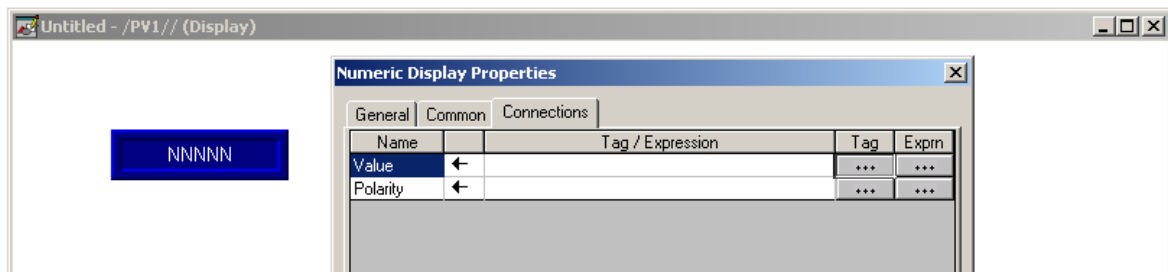 Untitled - /PV1// (Display)
Numeric Display Properties
General Common Connections
NNNNN
Name Tag / Expression Tag Exprn
Value ... ...
Polarity ... ...